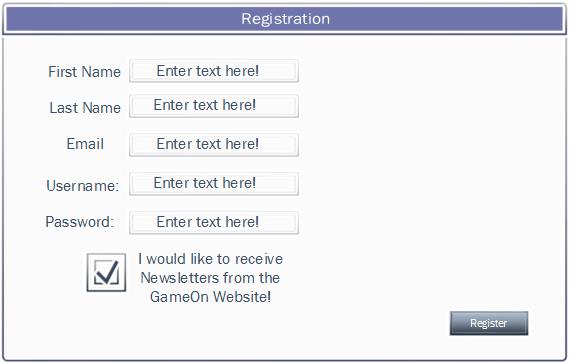 Registration
First Name Enter text here!
Last Name Enter text here!
Email Enter text here!
Username: Enter text here!
Password: Enter text here!
I would like to receive
Newsletters from the
GameOn Website!
Register